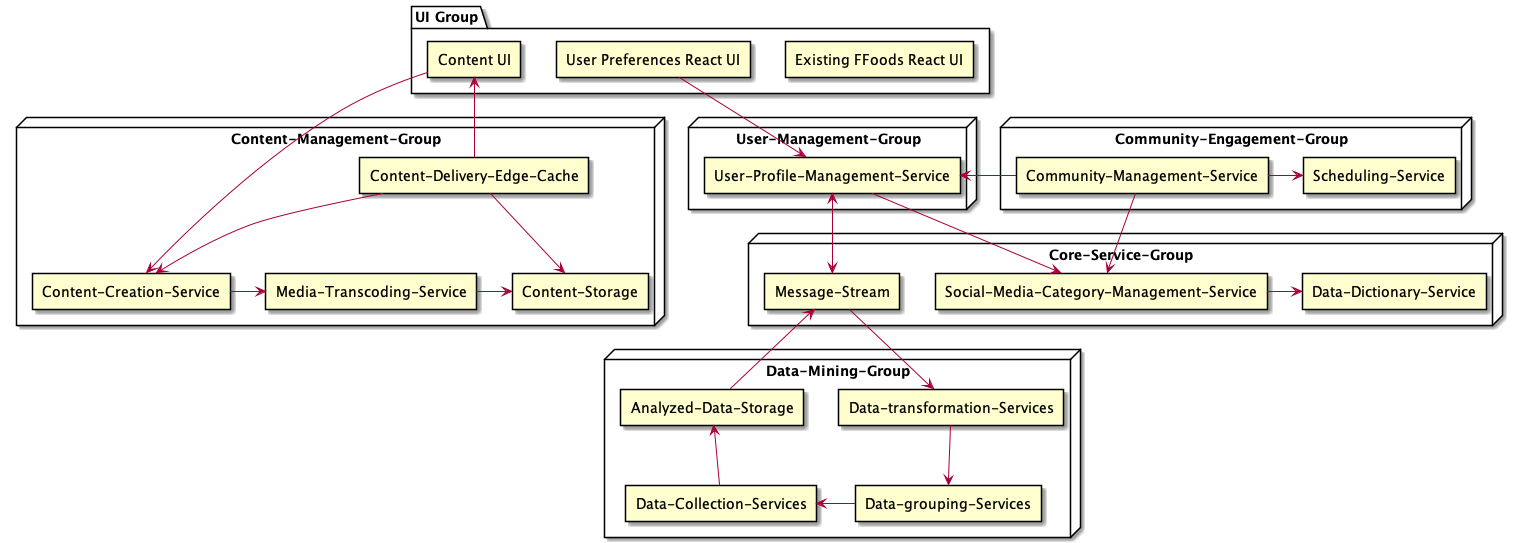 UI Group
Content UI
User Preferences React UI
Existing FFoods React UI
Content-Management-Group
Content-Delivery-Edge-Cache
Content-Creation-Service
Media-Transcoding-Service
Content-Storage
User-Management-Group
User-Profile-Management-Service
Community-Engagement-Group
Community-Management-Service
Scheduling-Service
Core-Service-Group
Message-Stream
Social-Media-Category-Management-Service
Data-Dictionary-Service
Data-Mining-Group
Analyzed-Data-Storage
Data-transformation-Services
Data-Collection-Services
Data-grouping-Services